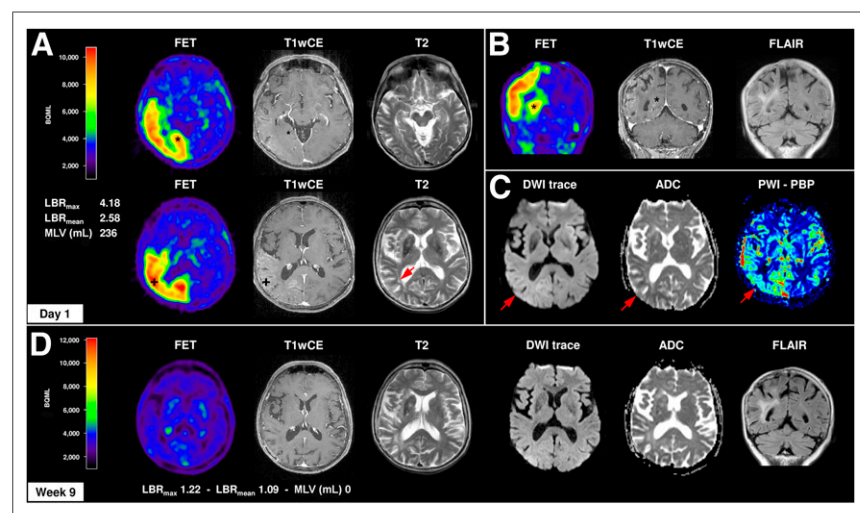 A
FET T1wCE T2
10,000
8,000
6,000
4,000
2,000
BQML
*
*
FET T1wCE T2
LBRmax 4.18
LBRmean 2.58
MLV (mL) 236
+
+
Day 1
B
FET T1wCE FLAIR
*
*
C
DWI trace ADC PWI - PBP
D
FET T1wCE T2 DWI trace ADC FLAIR
12,000
10,000
8,000
6,000
4,000
2,000
BQML
Week 9
LBRmax 1.22 - LBRmean 1.09 - MLV (mL) 0